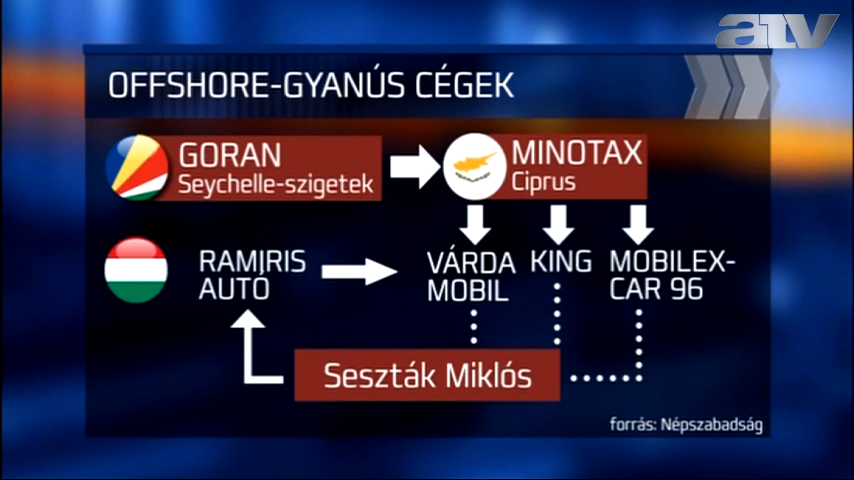 atv
OFFSHORE-GYANÚS CÉGEK
GORAN
Seychelle-szigetek
MINOTAX
Ciprus
RAMIRIS
AUTÓ
VÁRDA
MOBIL
KING
MOBILEX-
CAR 96
Seszták Miklós
forrás: Népszabadság